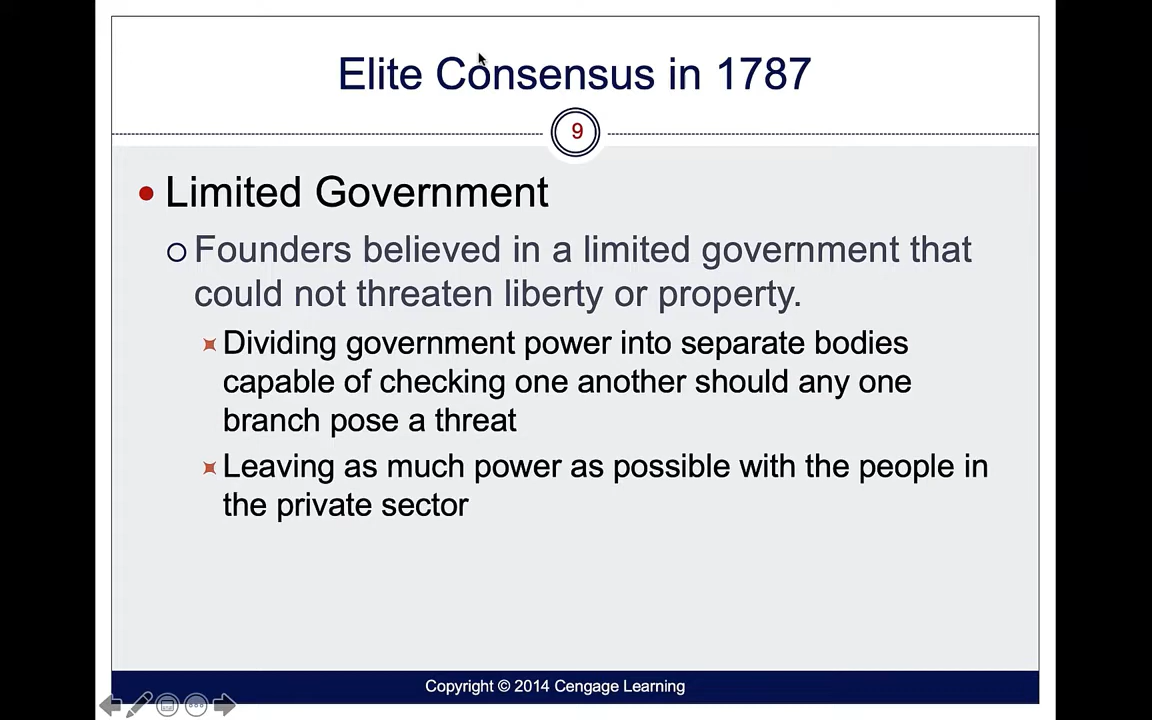 Elite Consensus in 1787
9
Limited Government
Founders believed in a limited government that
could not threaten liberty or property.
Dividing government power into separate bodies
capable of checking one another should any one
branch pose a threat
Leaving as much power as possible with the people in
the private sector
Copyright © 2014 Cengage Learning